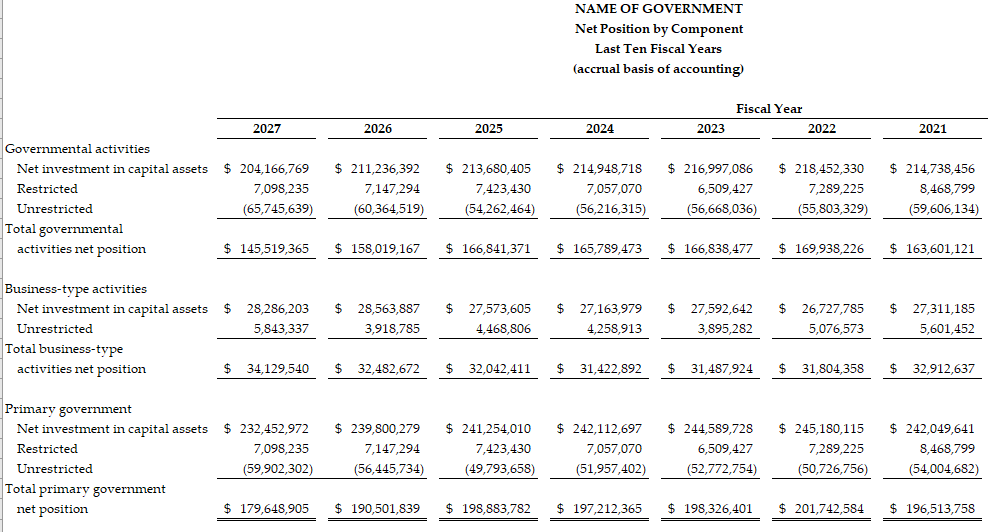 NAME OF GOVERNMENT
Net Position by Component
Last Ten Fiscal Years
(accrual basis of accounting)
Fiscal Year
2027 2026 2025 2024 2023 2022 2021
Governmental activities
Net investment in capital assets $ 204,166,769 $ 211,236,392 $ 213,680,405 $ 214,948,718 $ 216,997,086 $ 218,452,330 $ 214,738,456
Restricted 7,098,235 7,147,294 7,423,430 7,057,070 6,509,427 7,289,225 8,468,799
Unrestricted (65,745,639) (60,364,519) (54,262,464) (56,216,315) (56,668,036) (55,803,329) (59,606,134)
Total governmental
activities net position $ 145,519,365 $ 158,019,167 $ 166,841,371 $ 165,789,473 $ 166,838,477 $ 169,938,226 $ 163,601,121
Business-type activities
Net investment in capital assets $ 28,286,203 $ 28,563,887 $ 27,573,605 $ 27,163,979 $ 27,592,642 $ 26,727,785 $ 27,311,185
Unrestricted 5,843,337 3,918,785 4,468,806 4,258,913 3,895,282 5,076,573 5,601,452
Total business-type
activities net position $ 34,129,540 $ 32,482,672 $ 32,042,411 $ 31,422,892 $ 31,487,924 $ 31,804,358 $ 32,912,637
Primary government
Net investment in capital assets $ 232,452,972 $ 239,800,279 $ 241,254,010 $ 242,112,697 $ 244,589,728 $ 245,180,115 $ 242,049,641
Restricted 7,098,235 7,147,294 7,423,430 7,057,070 6,509,427 7,289,225 8,468,799
Unrestricted (59,902,302) (56,445,734) (49,793,658) (51,957,402) (52,772,754) (50,726,756) (54,004,682)
Total primary government
net position $ 179,648,905 $ 190,501,839 $ 198,883,782 $ 197,212,365 $ 198,326,401 $ 201,742,584 $ 196,513,758